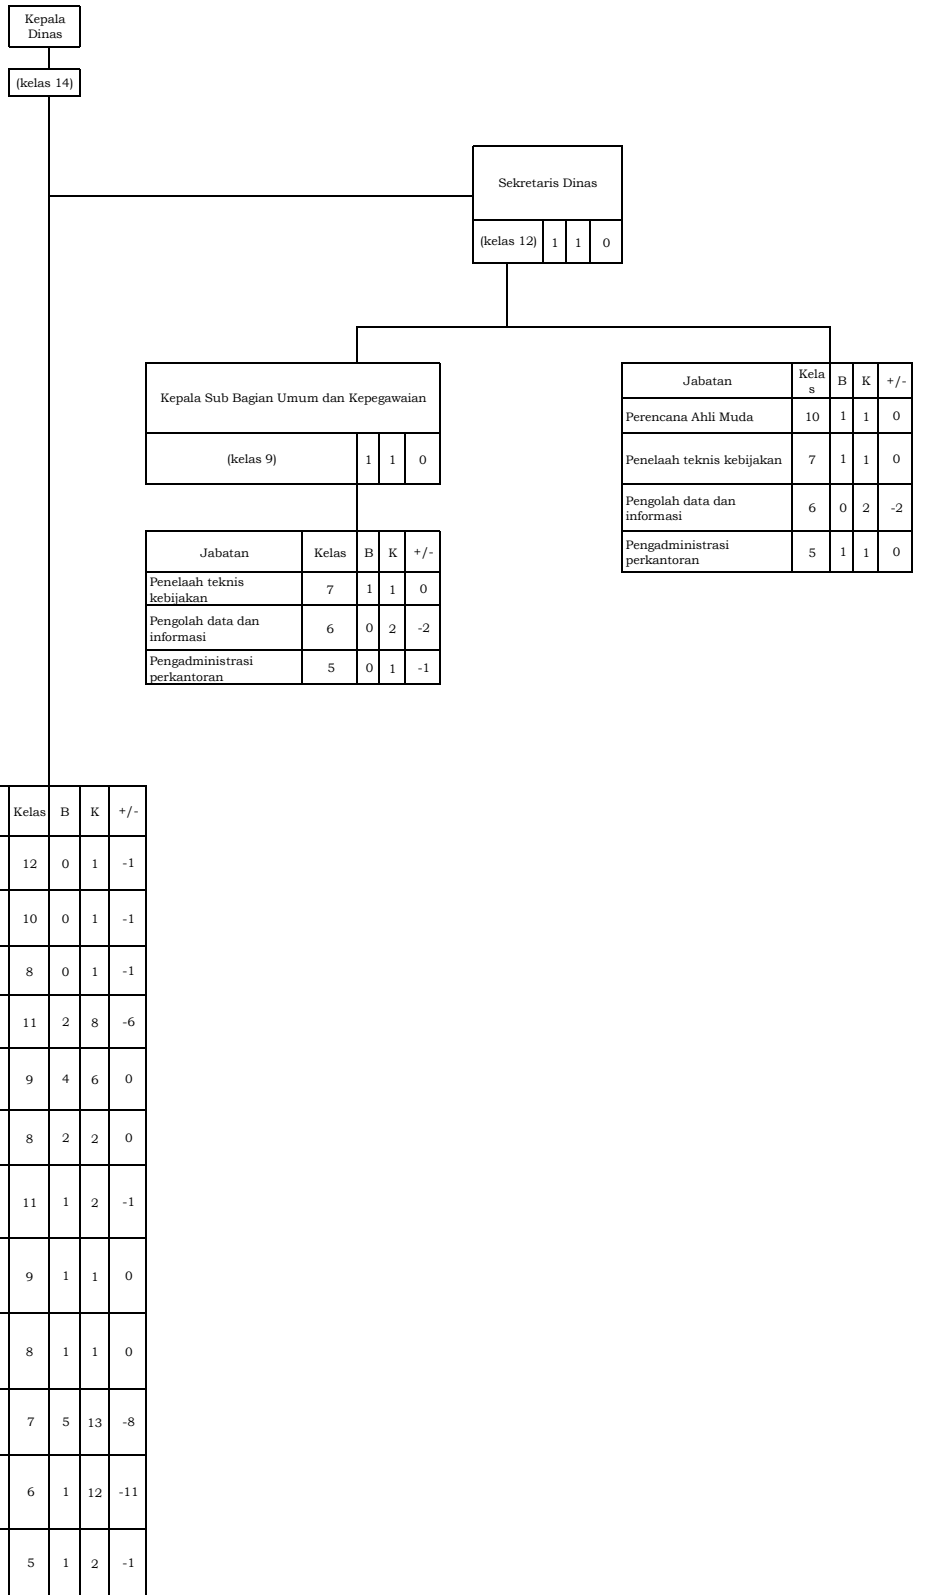 Kepala
Dinas
(kelas 14)
Sekretaris Dinas
(kelas 12) 1 1 0
Kepala Sub Bagian Umum dan Kepegawaian
(kelas 9) 1 1 0
Jabatan Kelas B K +/-
Penelaah teknis
kebijakan 7 1 1 0
Pengolah data dan
informasi 6 0 2 -2
Pengadministrasi
perkantoran 5 0 1 -1
Jabatan Kela
s B K +/-
Perencana Ahli Muda 10 1 1 0
Penelaah teknis kebijakan 7 1 1 0
Pengolah data dan
informasi 6 0 2 -2
Pengadministrasi
perkantoran 5 1 1 0
Kelas B K +/-
12 0 1 -1
10 0 1 -1
8 0 1 -1
11 2 8 -6
9 4 6 0
8 2 2 0
11 1 2 -1
9 1 1 0
8 1 1 0
7 5 13 -8
6 1 12 -11
5 1 2 -1